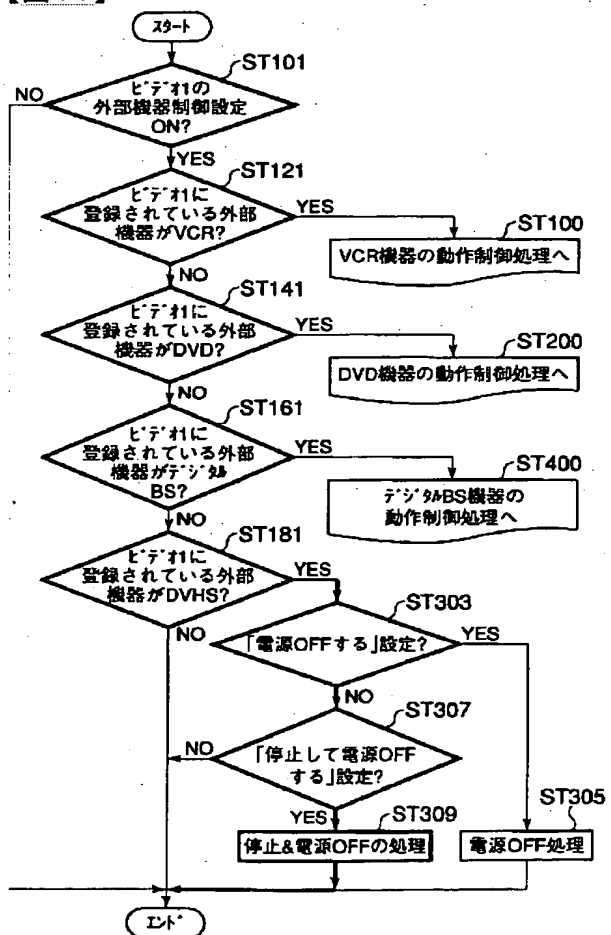 スタート
ST101
ビデオ1の
外部機器制御設定
ON?
NO
YES
ST121
ビデオ1に
登録されている外部
機器がVCR?
YES
ST100
VCR機器の動作制御処理へ
NO
ST141
ビデオ1に
登録されている外部
機器がDVD?
YES
ST200
DVD機器の動作制御処理へ
NO
ST161
ビデオ1に
登録されている外部
機器がデジタル
BS?
YES
ST400
デジタルBS機器の
動作制御処理へ
NO
ST181
ビデオ1に
登録されている外部
機器がDVHS?
YES
NO
ST303
「電源OFFする」設定?
YES
NO
ST307
「停止して電源OFF
する」設定?
NO
YES
ST309
停止&電源OFFの処理
ST305
電源OFF処理
エンド